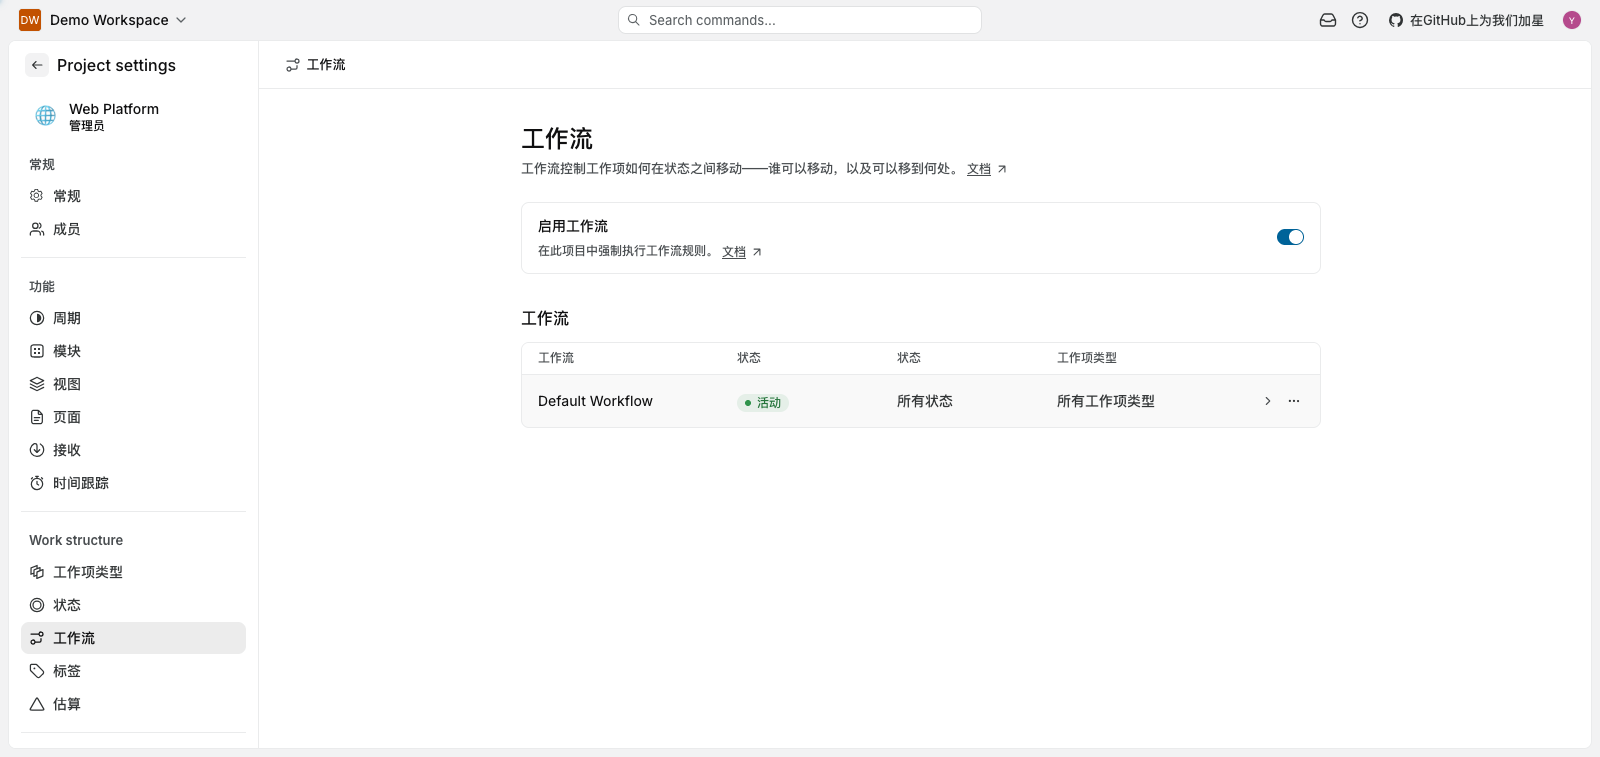 DW Demo Workspace
Search commands...
在GitHub上为我们加星
Y
Project settings
工作流
Web Platform
管理员
常规
常规
成员
功能
周期
模块
视图
页面
接收
时间跟踪
Work structure
工作项类型
状态
工作流
标签
估算
工作流
工作流控制工作项如何在状态之间移动——谁可以移动，以及可以移到何处。 文档
启用工作流
在此项目中强制执行工作流规则。 文档
工作流
工作流 状态 状态 工作项类型
Default Workflow 活动 所有状态 所有工作项类型